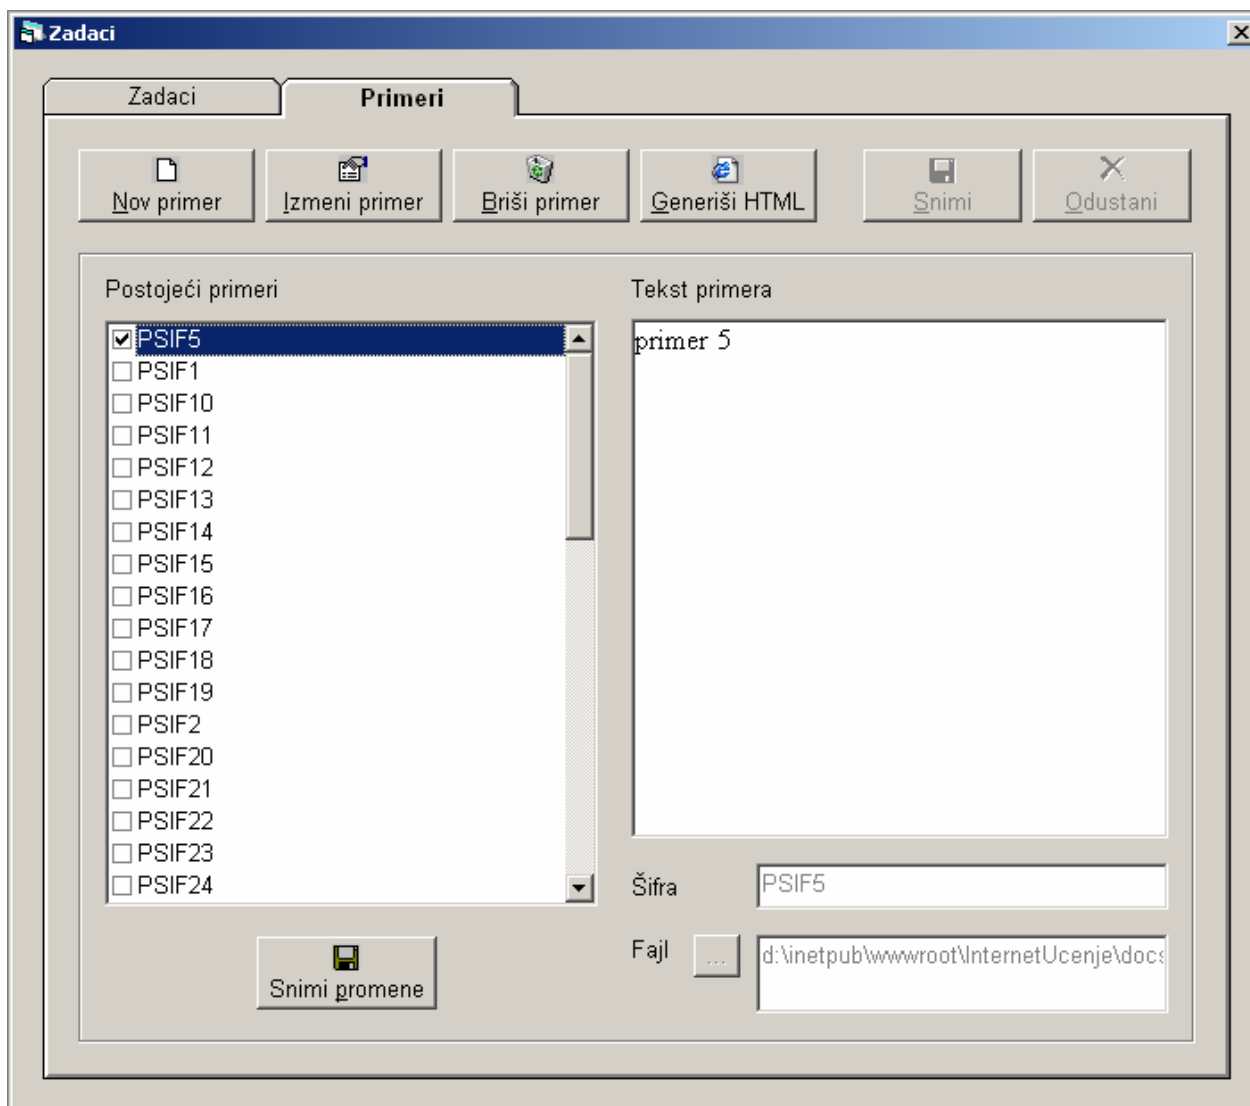 Zadaci
Zadaci Primeri
Nov primer Izmeni primer Briši primer Generiši HTML Snimi Odustani
Postojeći primeri
PSIF5
PSIF1
PSIF10
PSIF11
PSIF12
PSIF13
PSIF14
PSIF15
PSIF16
PSIF17
PSIF18
PSIF19
PSIF2
PSIF20
PSIF21
PSIF22
PSIF23
PSIF24
Snimi promene
Tekst primera
primer 5
Šifra PSIF5
Fajl ... d:\inetpub\wwwroot\InternetUcenje\docs